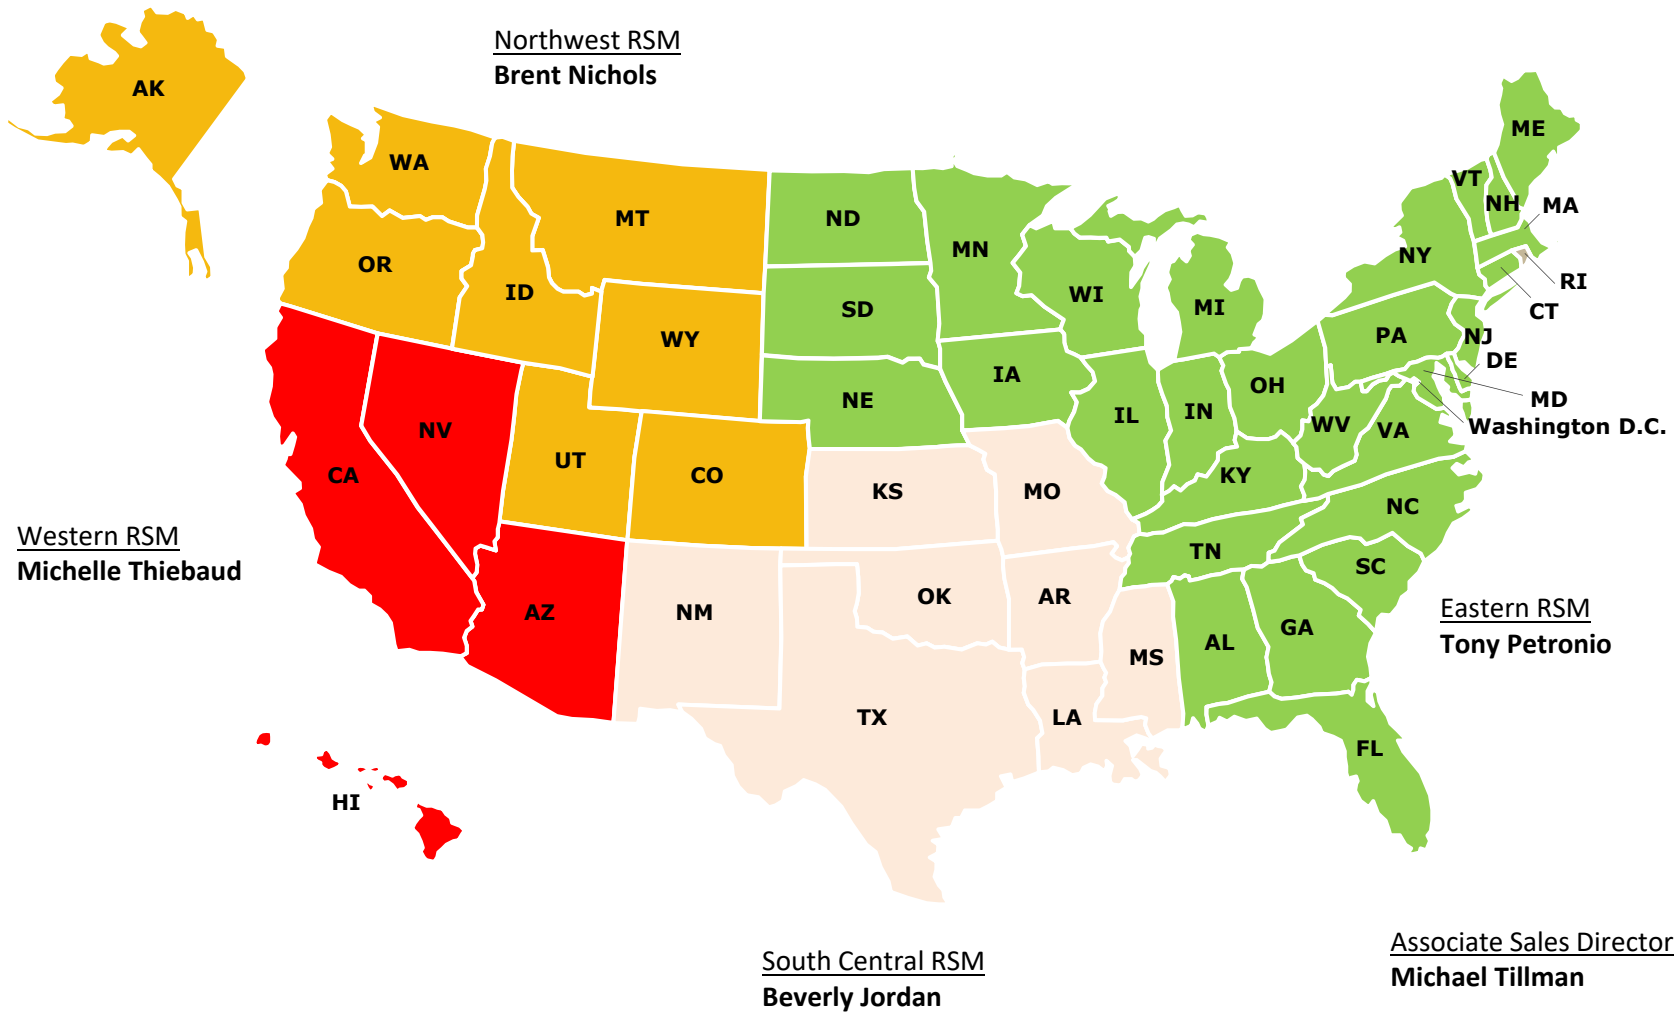 Northwest RSM
Brent Nichols
AK
WA
MT
OR
ID
WY
ND
MN
SD
WI
MI
NE
IA
ME
VT
NH
MA
NY
RI
CT
PA
NJ
DE
OH
MD
Washington D.C.
IL
IN
WV
VA
NV
UT
CO
CA
KS
MO
KY
NC
TN
SC
Western RSM
Michelle Thiebaud
AZ
NM
OK
AR
MS
AL
GA
Eastern RSM
Tony Petronio
TX
LA
FL
HI
South Central RSM
Beverly Jordan
Associate Sales Director
Michael Tillman